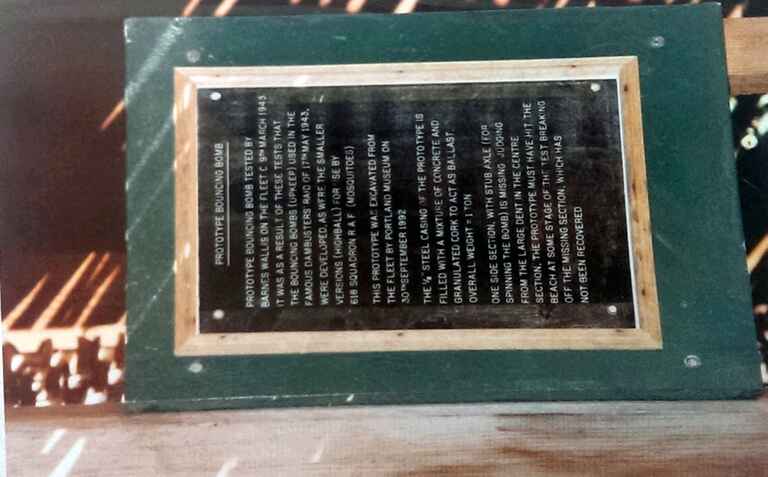 PROTOTYPE BOUNCING BOMB
PROTOTYPE BOUNCING BOMB TESTED BY
BARNES WALLIS ON THE FLEET C 9TH MARCH 1943
IT WAS AS A RESULT OF THESE TESTS THAT
THE BOUNCING BOMBS (UPKEEP) USED IN THE
FAMOUS DAMBUSTERS RAID OF 17TH MAY 1943,
WERE DEVELOPED, AS WERE THE SMALLER
VERSIONS (HIGHBALL) FOR USE BY
618 SQUADRON R.A.F. (MOSQUITOES)
THIS PROTOTYPE WAS EXCAVATED FROM
THE FLEET BY PORTLAND MUSEUM ON
30TH SEPTEMBER 1992
THE STEEL CASING OF THE PROTOTYPE IS
FILLED WITH A MIXTURE OF CONCRETE AND
GRANULATED CORK TO ACT AS BALLAST
OVERALL WEIGHT 1 TON
ONE SIDE SECTION, WITH STUB AXLE (FOR
SPINNING THE BOMB) IS MISSING. JUDGING
FROM THE LARGE DENT IN THE CENTRE
SECTION, THE PROTOTYPE MUST HAVE HIT THE
BEACH AT SOME STAGE OF THE TEST BREAKING
OFF THE MISSING SECTION, WHICH HAS
NOT BEEN RECOVERED